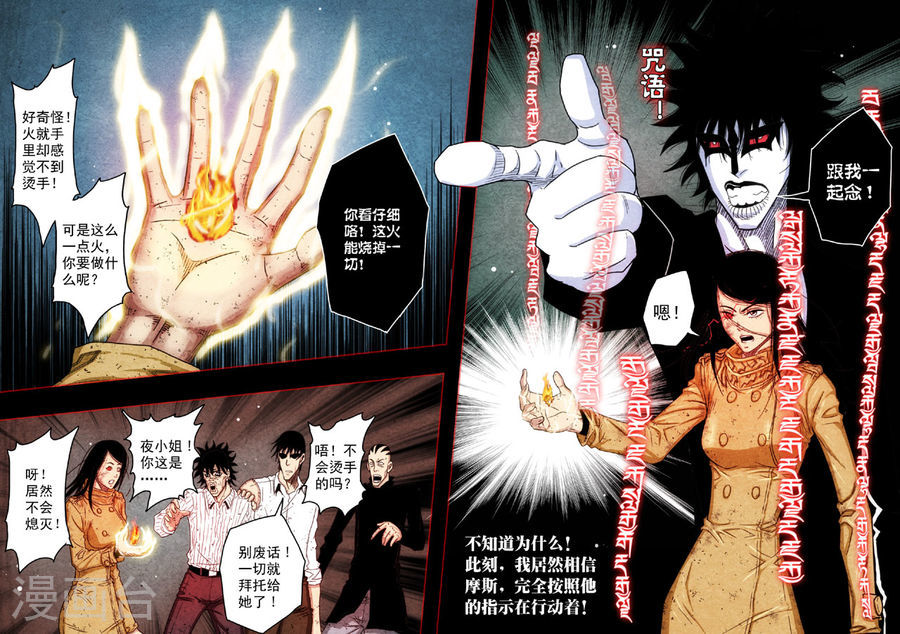 好奇怪！
火就手
里却感
觉不到
烫手！
可是这么
一点火，
你要做什
么呢？
你看仔细
咯！这火
能烧掉一
切！
呀！
居然
不会
熄灭！
夜小姐！
你这是
……
别废话！
一切就
拜托给
她了！
唔！不
会烫手
的吗？
咒语！
跟我一
起念！
嗯！
不知道为什么！
此刻，我居然相信
摩斯，完全按照他
的指示在行动着！
漫画台